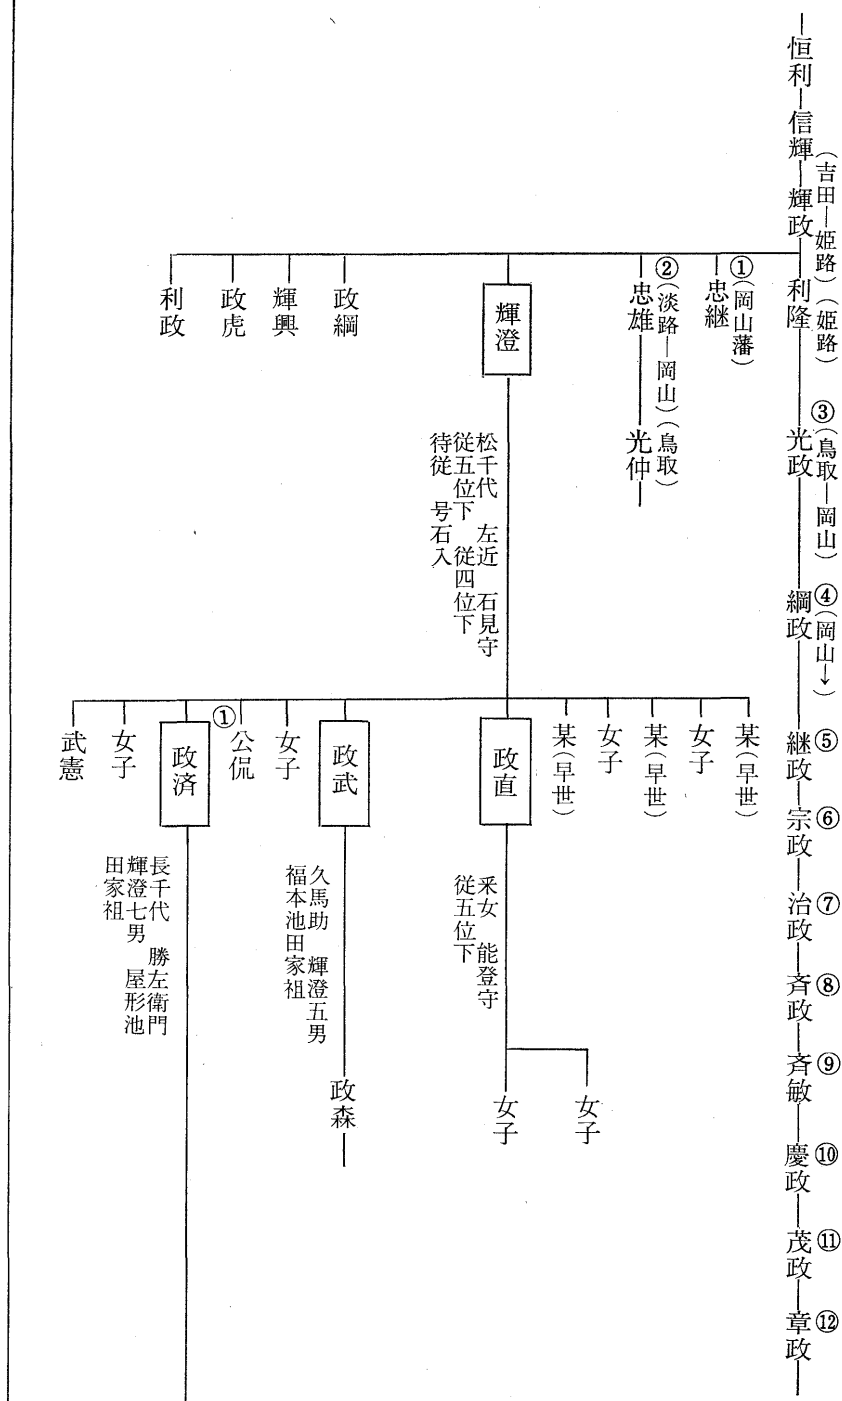 恒利
信輝
(吉田―姫路)
輝政
(姫路)
利隆
③(鳥取―岡山)
光政
④(岡山→)
綱政
⑤
継政
⑥
宗政
⑦
治政
⑧
斉政
⑨
斉敏
⑩
慶政
⑪
茂政
⑫
章政
①(岡山藩)
忠継
②(淡路―岡山)(鳥取)
忠雄
光仲
輝澄
松千代 左近 石見守
従五位下 従四位下
待従 号石入
政綱
輝興
政虎
利政
某(早世)
女子
某(早世)
女子
某(早世)
政直
釆女 能登守
従五位下
女子
女子
政武
久馬助 輝澄五男
福本池田家祖
政森
女子
公侃
①
政済
長千代 勝左衛門
輝澄七男 屋形池
田家祖
女子
武憲